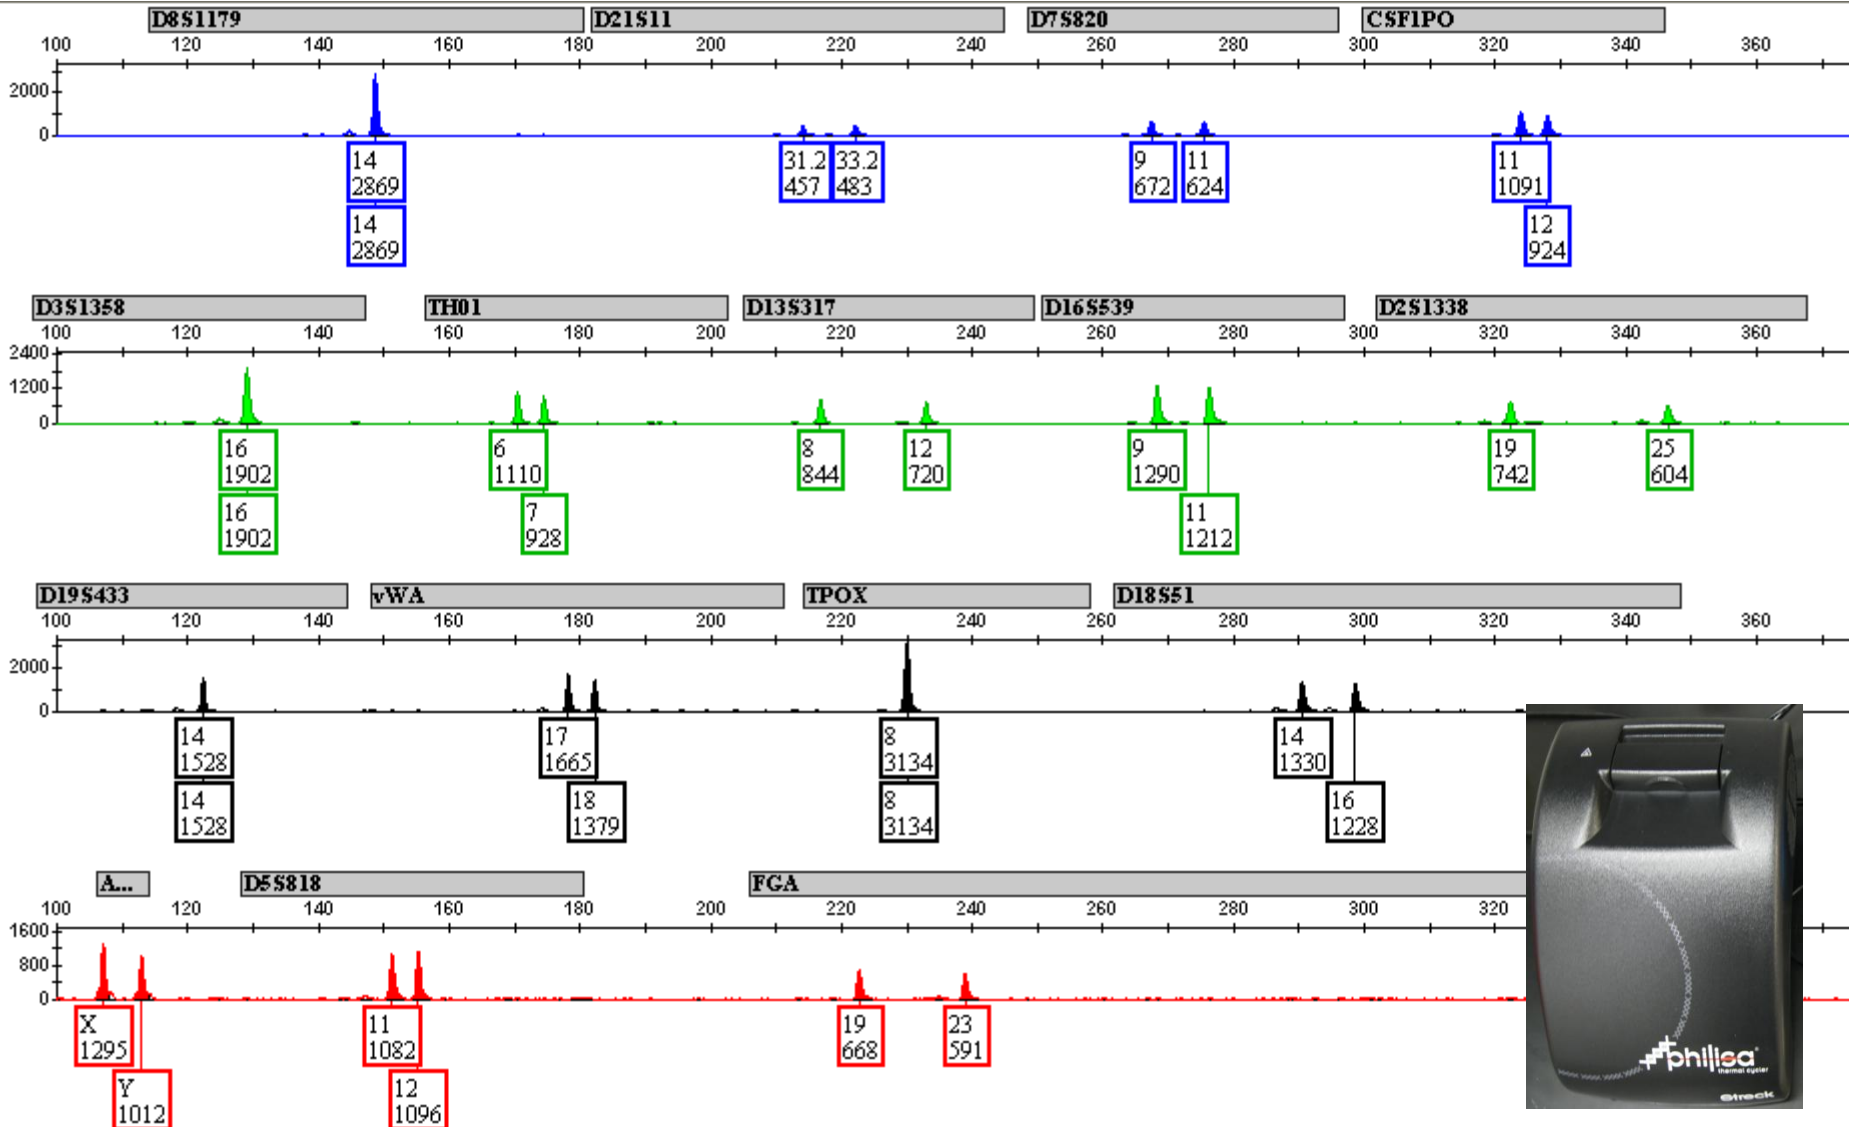 D8S1179 D21S11 D7S820 CSF1PO
100 120 140 160 180 200 220 240 260 280 300 320 340 360
2000
0
14 31.2 33.2 9 11 11
2869 457 483 672 624 1091
14 12
2869 924
D3S1358 TH01 D13S317 D16S539 D2S1338
100 120 140 160 180 200 220 240 260 280 300 320 340 360
2400
1200
0
16 6 8 12 9 19 25
1902 1110 844 720 1290 742 604
16 7 11
1902 928 1212
D19S433 vWA TPOX D18S51
100 120 140 160 180 200 220 240 260 280 300 320 340 360
2000
0
14 17 8 14
1528 1665 3134 1330
14 18 8 16
1528 1379 3134 1228
A... D5S818 FGA
100 120 140 160 180 200 220 240 260 280 300 320
1600
800
0
X 11 19 23
1295 1082 668 591
Y 12
1012 1096
philisa®
thermal cycler
Streck